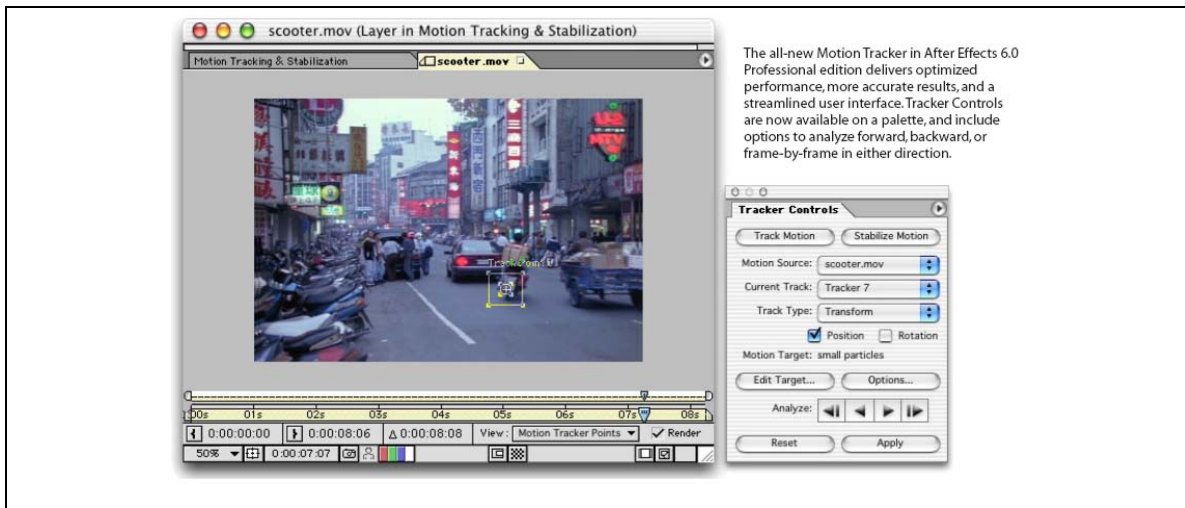 scooter.mov (Layer in Motion Tracking & Stabilization)
Motion Tracking & Stabilization
scooter.mov
U-2
MTV
Track Point 1
1:00s 01s 02s 03s 04s 05s 06s 07s 08s
0:00:00:00 0:00:08:06 Δ 0:00:08:08 View: Motion Tracker Points Render
50% 0:00:07:07
The all-new Motion Tracker in After Effects 6.0
Professional edition delivers optimized
performance, more accurate results, and a
streamlined user interface. Tracker Controls
are now available on a palette, and include
options to analyze forward, backward, or
frame-by-frame in either direction.
Tracker Controls
Track Motion Stabilize Motion
Motion Source: scooter.mov
Current Track: Tracker 7
Track Type: Transform
Position Rotation
Motion Target: small particles
Edit Target... Options...
Analyze:
Reset Apply